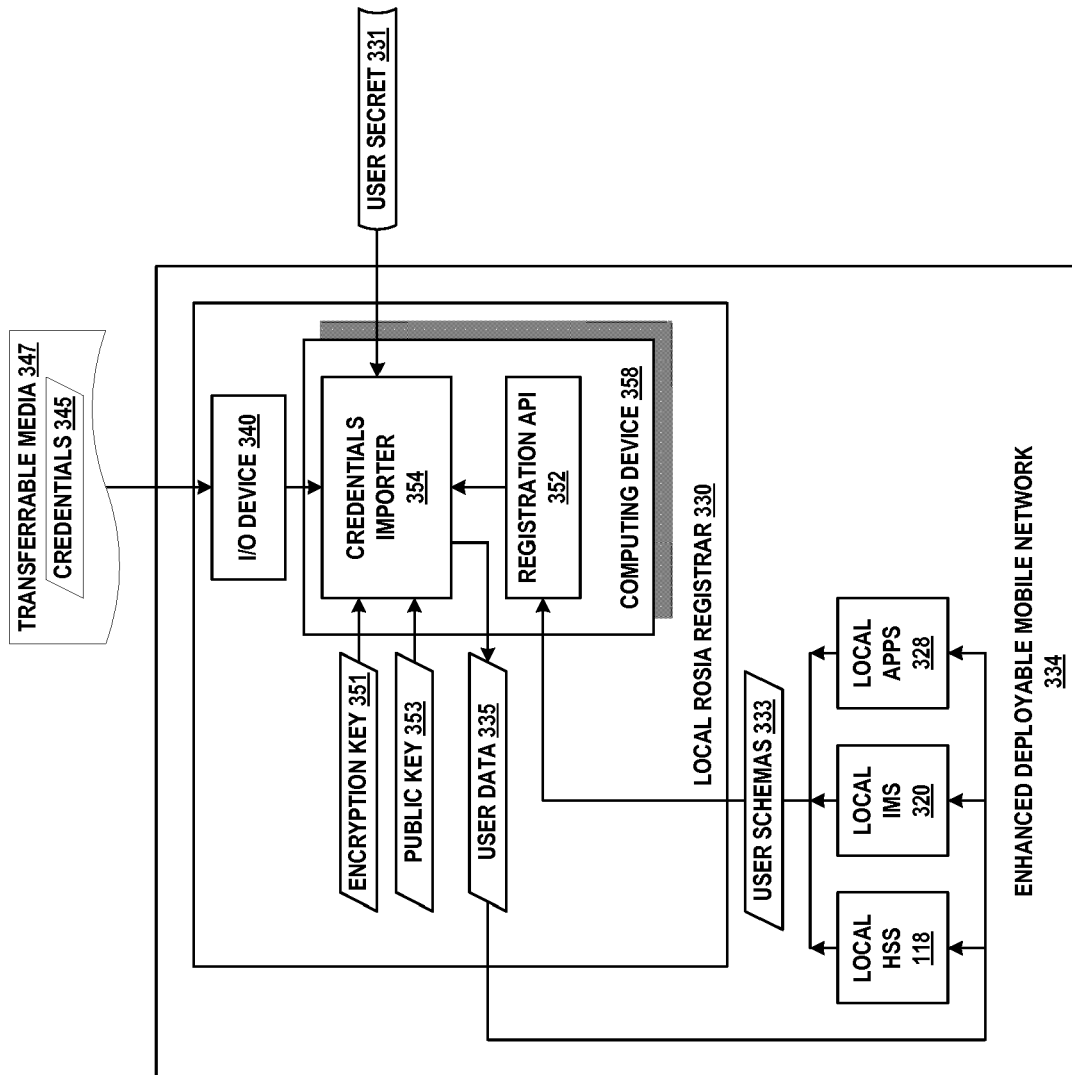 TRANSFERRABLE MEDIA 347
CREDENTIALS 345
I/O DEVICE 340
USER SECRET 331
ENCRYPTION KEY 351
PUBLIC KEY 353
USER DATA 335
CREDENTIALS
IMPORTER
354
REGISTRATION API
352
COMPUTING DEVICE 358
LOCAL ROSIA REGISTRAR 330
USER SCHEMAS 333
LOCAL
HSS
118
LOCAL
IMS
320
LOCAL
APPS
328
ENHANCED DEPLOYABLE MOBILE NETWORK
334